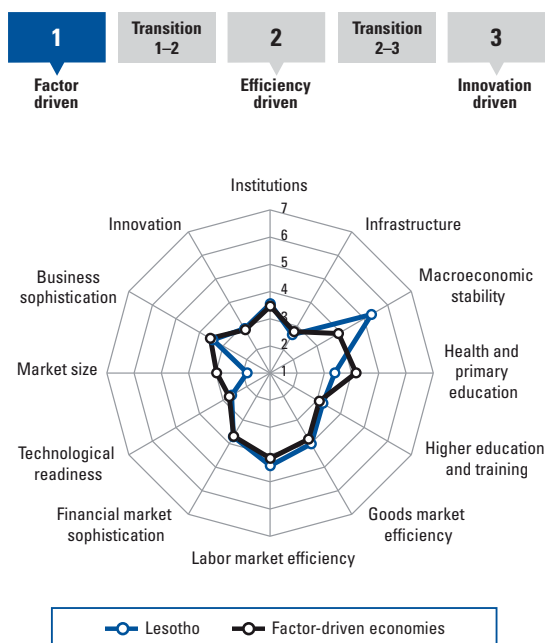 1
Transition
1–2
2
Transition
2–3
3
Factor
driven
Efficiency
driven
Innovation
driven
Institutions
Innovation
Infrastructure
Business
sophistication
Macroeconomic
stability
Market size
Health and
primary
education
Technological
readiness
Higher education
and training
Financial market
sophistication
Goods market
efficiency
Labor market efficiency
7
6
5
4
3
2
1
Lesotho
Factor-driven economies